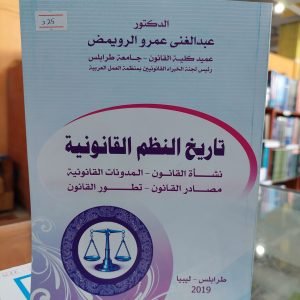 الدكتور
عبدالغنى عمرو الرويمض
عميد كلية القانون - جامعة طرابلس
رئيس لجنة الخبراء القانونيين بمنظمة العمل العربية
تاريخ النظم القانونية
نشأة القانون - المدونات القانونية
مصادر القانون - تطور القانون
طرابلس - ليبيا
2019